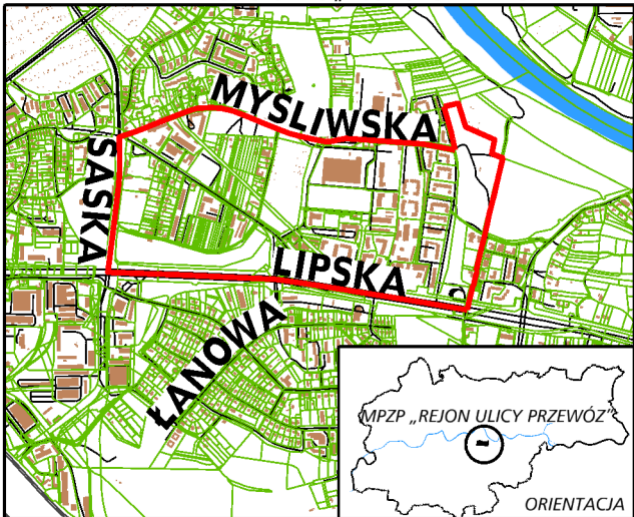 MYŚLIWSKA
SASKA
LIPSKA
ŁANOWA
MPZP „REJON ULICY PRZEWÓZ”
ORIENTACJA